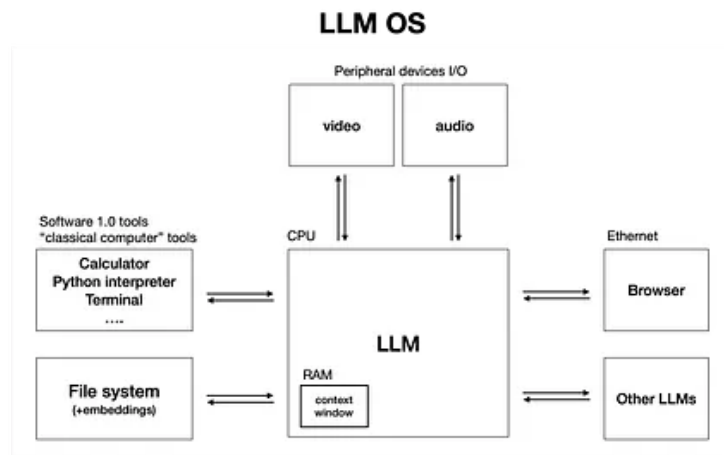 LLM OS
Peripheral devices I/O
video
audio
Software 1.0 tools
"classical computer" tools
CPU
Ethernet
Calculator
Python interpreter
Terminal
....
Browser
LLM
RAM
context
window
File system
(+embeddings)
Other LLMs